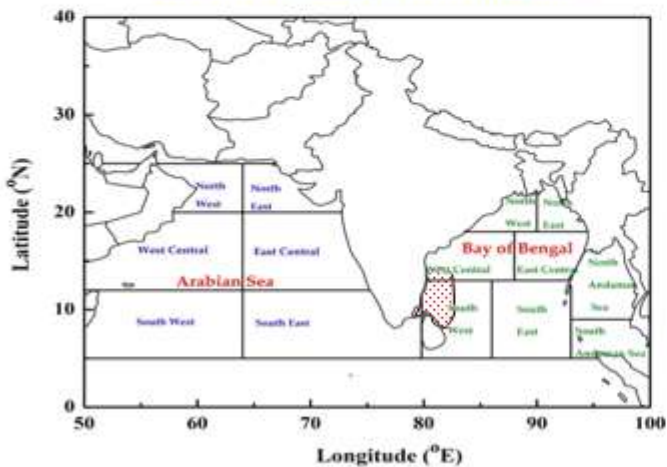 40
30
20
10
0
Latitude (°N)
North
West
North
East
West Central
East Central
Arabian Sea
South West
South East
North
West
North
East
Bay of Bengal
Central
East Central
South
West
South
East
North
Andaman
Sea
South
Andaman Sea
50 60 70 80 90 100
Longitude (°E)